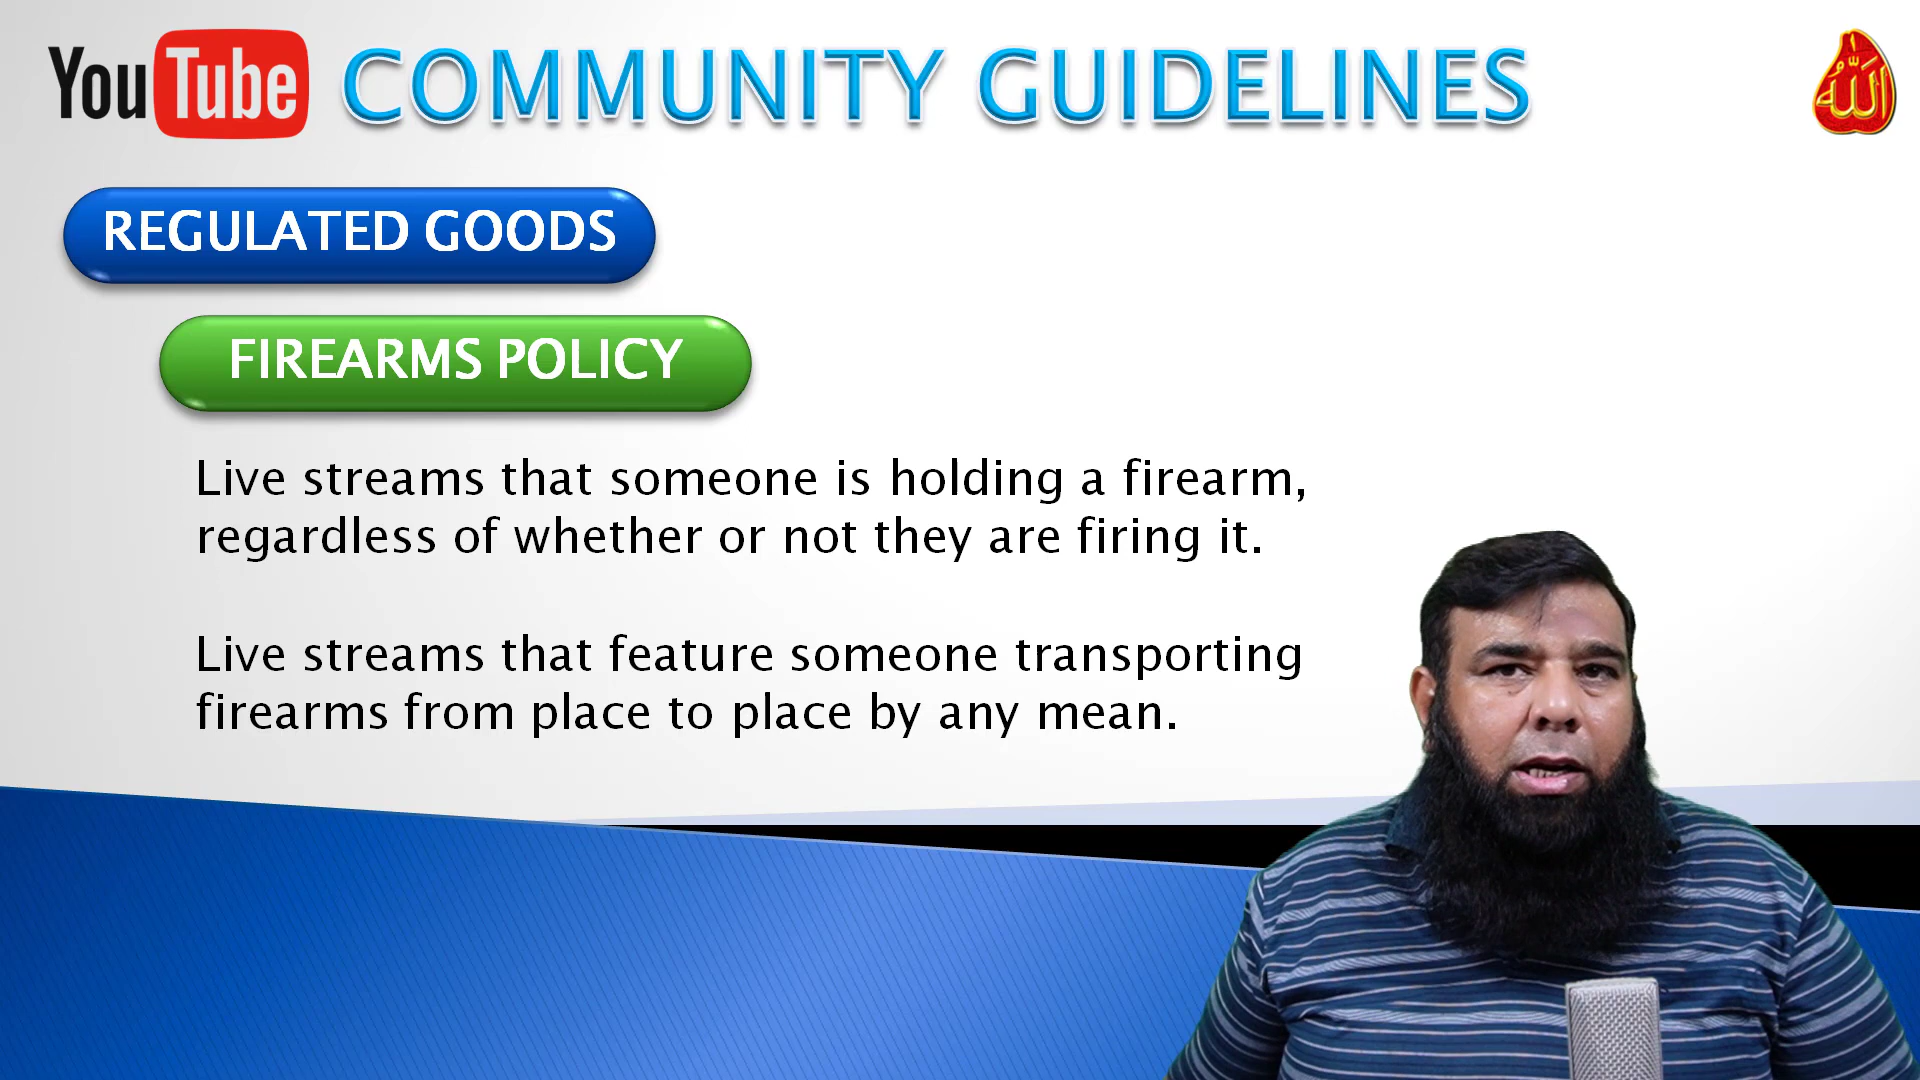 YouTube COMMUNITY GUIDELINES
الله
REGULATED GOODS
FIREARMS POLICY
Live streams that someone is holding a firearm,
regardless of whether or not they are firing it.
Live streams that feature someone transporting
firearms from place to place by any mean.